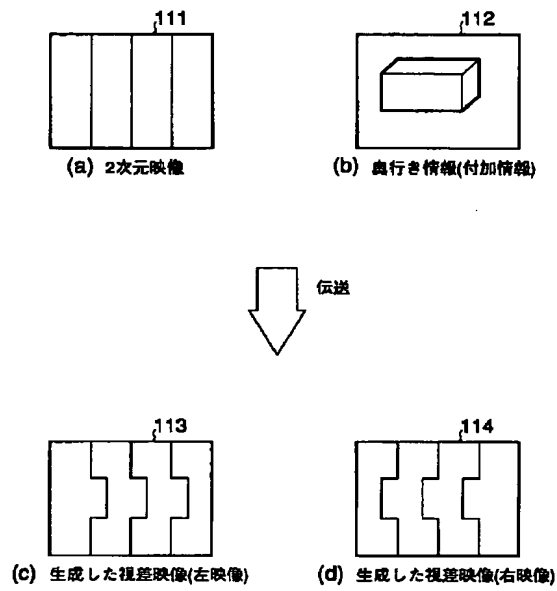 111
112
(a) 2次元映像
(b) 奥行き情報(付加情報)
伝送
113
114
(c) 生成した視差映像(左映像)
(d) 生成した視差映像(右映像)